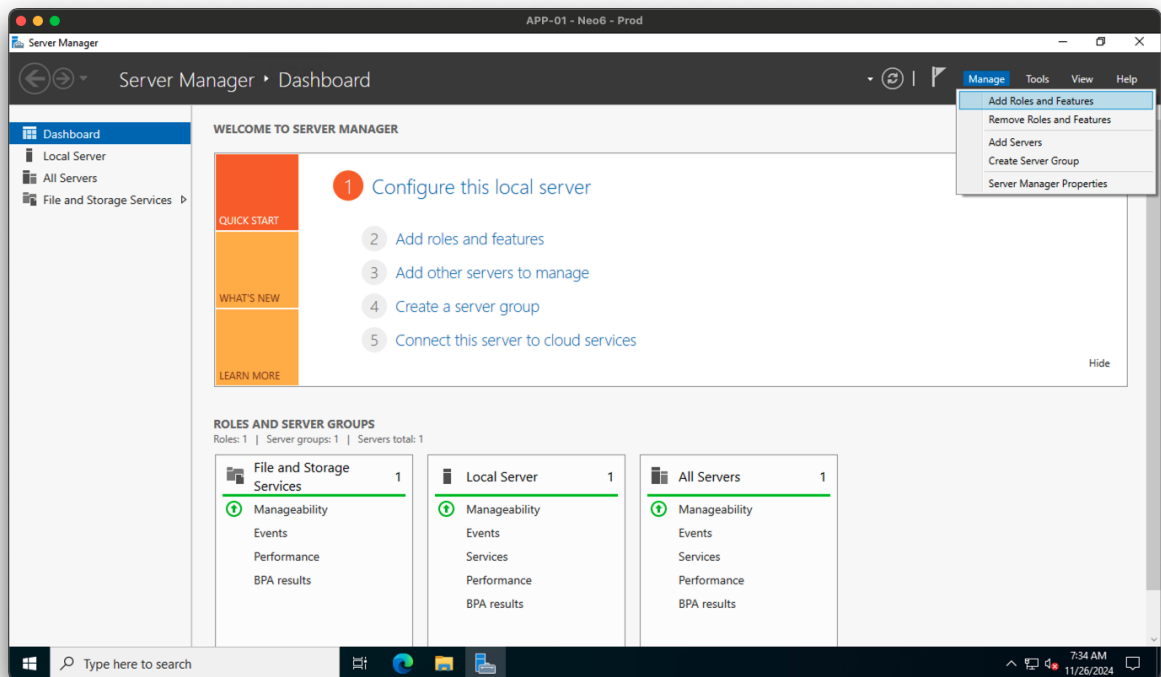 APP-01 - Neo6 - Prod
Server Manager
Server Manager • Dashboard
Manage Tools View Help
Add Roles and Features
Remove Roles and Features
Add Servers
Create Server Group
Server Manager Properties
Dashboard
Local Server
All Servers
File and Storage Services
WELCOME TO SERVER MANAGER
QUICK START
WHAT'S NEW
LEARN MORE
1 Configure this local server
2 Add roles and features
3 Add other servers to manage
4 Create a server group
5 Connect this server to cloud services
Hide
ROLES AND SERVER GROUPS
Roles: 1 | Server groups: 1 | Servers total: 1
File and Storage
Services 1
Manageability
Events
Performance
BPA results
Local Server 1
Manageability
Events
Services
Performance
BPA results
All Servers 1
Manageability
Events
Services
Performance
BPA results
Type here to search
7:34 AM
11/26/2024